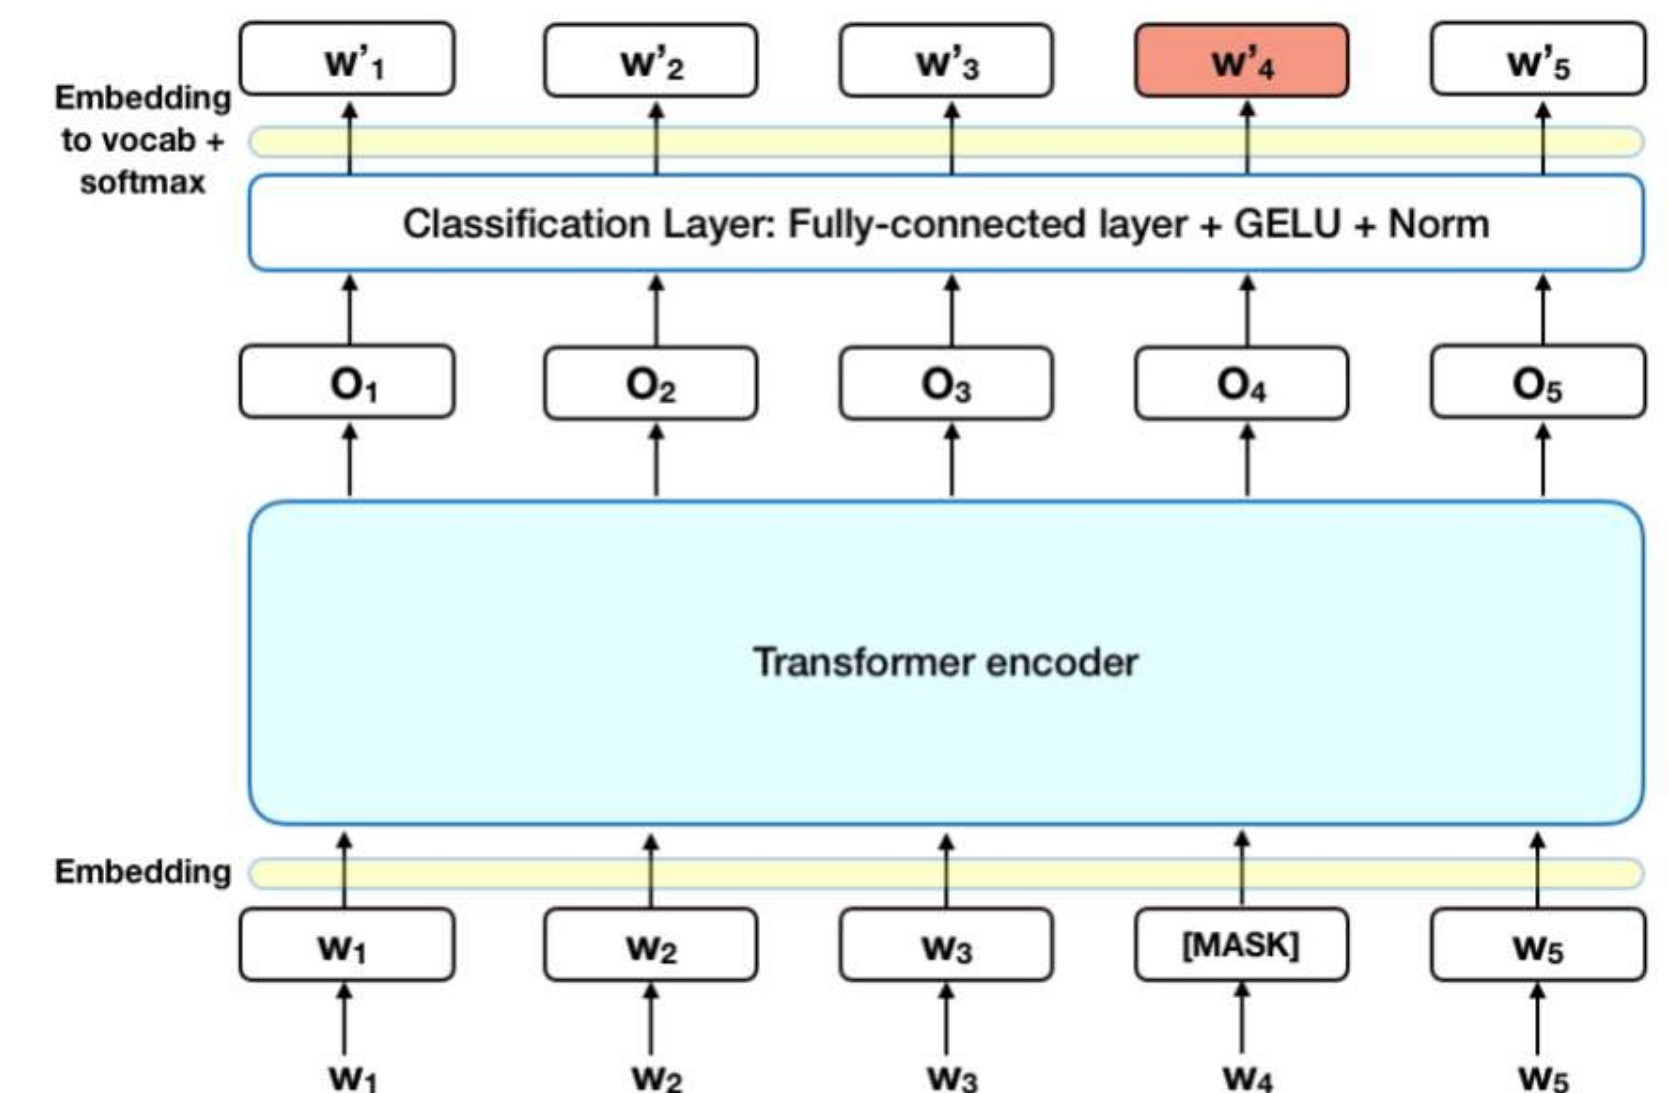 w’1 w’2 w’3 w’4 w’5
Embedding
to vocab +
softmax
Classification Layer: Fully-connected layer + GELU + Norm
O1 O2 O3 O4 O5
Transformer encoder
Embedding
W1 W2 W3 [MASK] W5
W1 W2 W3 W4 W5